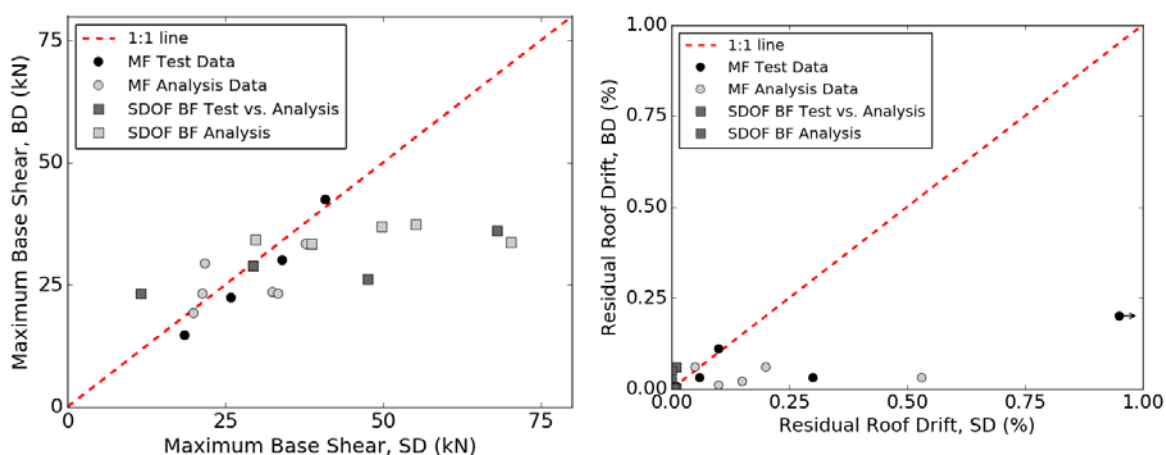 Maximum Base Shear, BD (kN)
75
50
25
0
1:1 line
MF Test Data
MF Analysis Data
SDOF BF Test vs. Analysis
SDOF BF Analysis
0 25 50 75
Maximum Base Shear, SD (kN)
Residual Roof Drift, BD (%)
1.00
0.75
0.50
0.25
0.00
1:1 line
MF Test Data
MF Analysis Data
SDOF BF Test vs. Analysis
SDOF BF Analysis
0.00 0.25 0.50 0.75 1.00
Residual Roof Drift, SD (%)